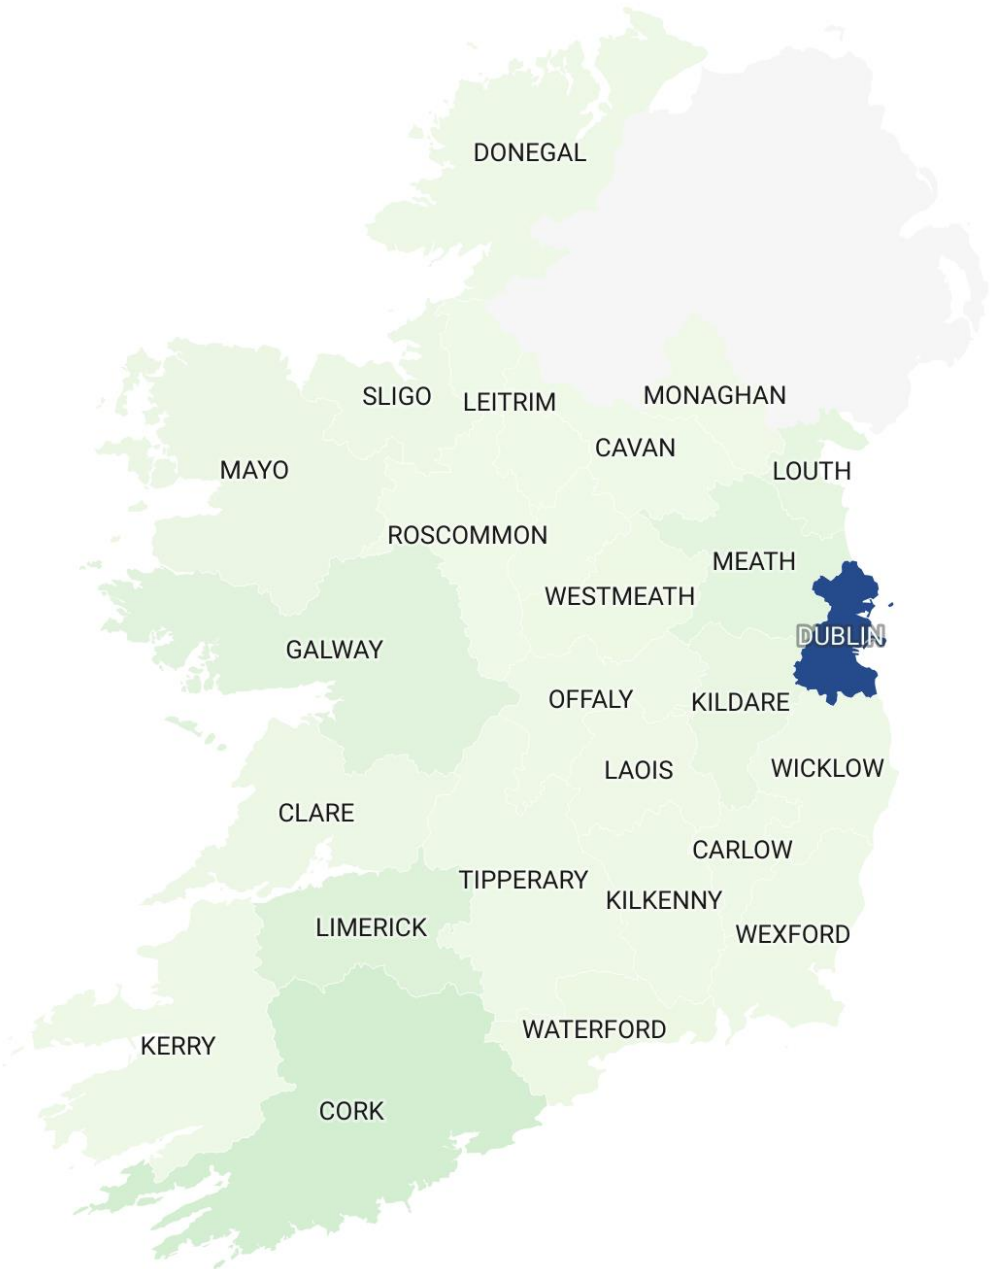 DONEGAL
MONAGHAN
SLIGO
LEITRIM
CAVAN
MAYO
LOUTH
ROSCOMMON
MEATH
WESTMEATH
DUBLIN
GALWAY
OFFALY
KILDARE
LAOIS
WICKLOW
CLARE
CARLOW
TIPPERARY
KILKENNY
LIMERICK
WEXFORD
WATERFORD
KERRY
CORK